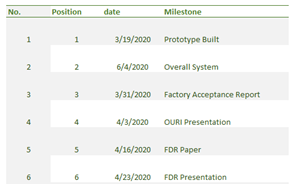 No. Position date Milestone
1 1 3/19/2020 Prototype Built
2 2 6/4/2020 Overall System
3 3 3/31/2020 Factory Acceptance Report
4 4 4/3/2020 OURI Presentation
5 5 4/16/2020 FDR Paper
6 6 4/23/2020 FDR Presentation